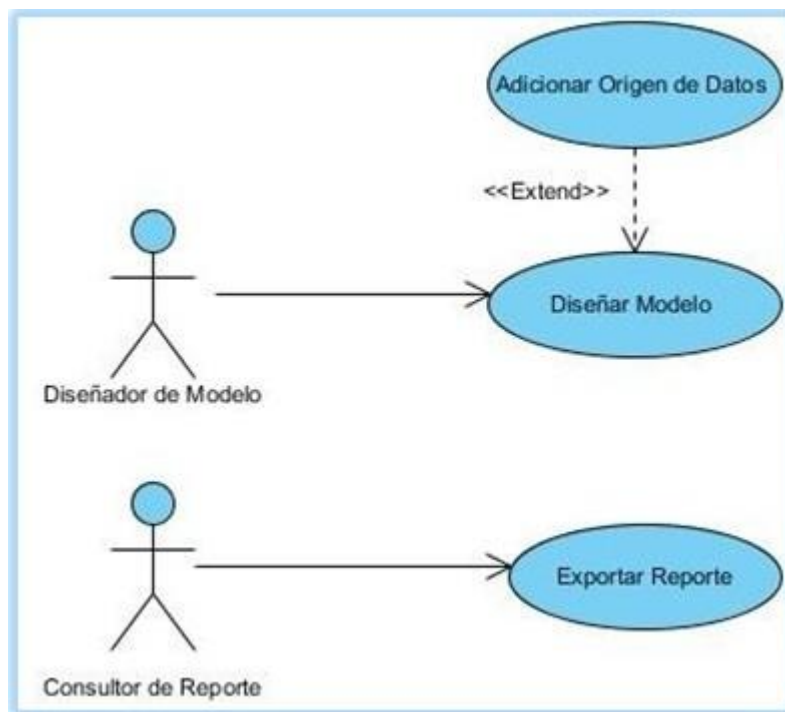 Adicionar Origen de Datos
<<Extend>>
Diseñar Modelo
Diseñador de Modelo
Exportar Reporte
Consultor de Reporte